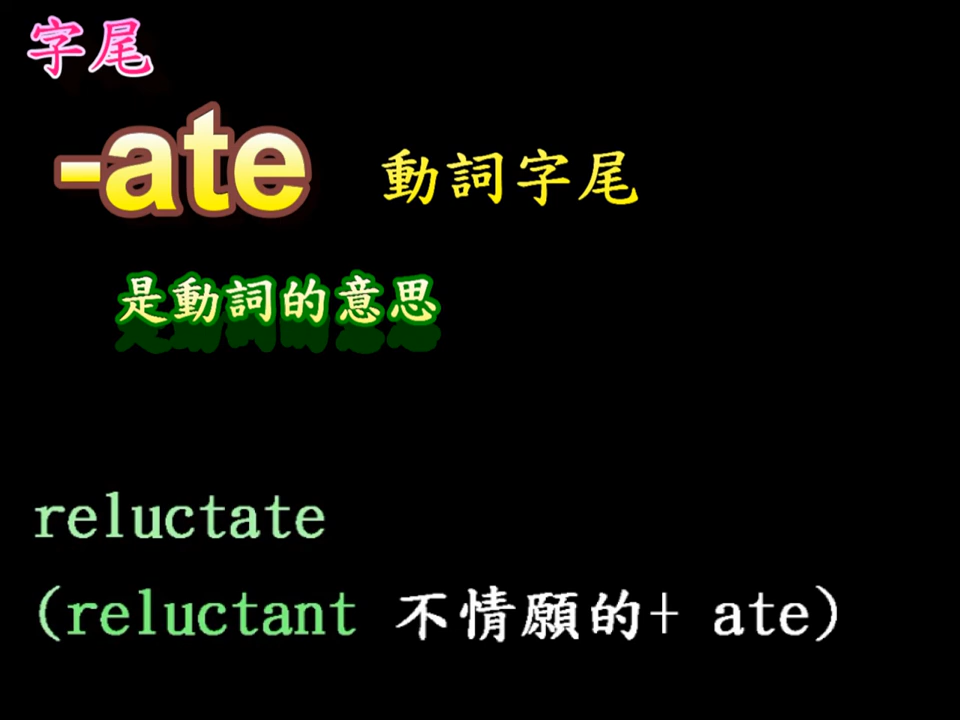 字尾
-ate 動詞字尾
是動詞的意思
reluctate
(reluctant 不情願的+ ate)